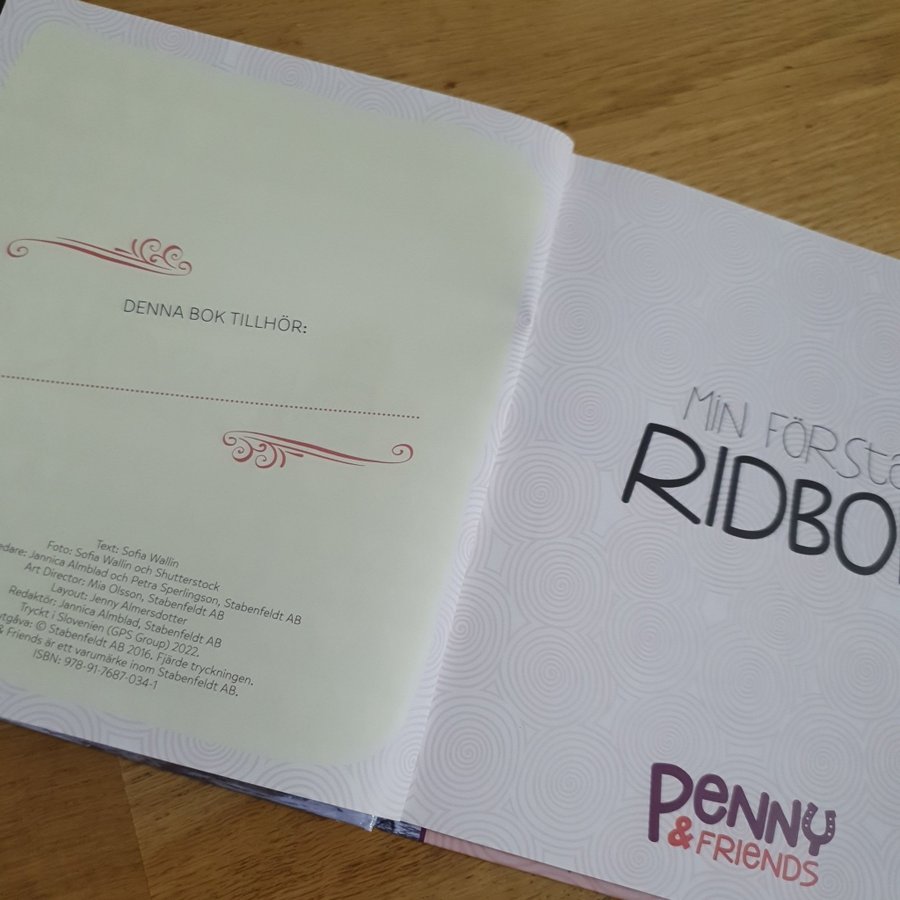 DENNA BOK TILLHÖR:
Text: Sofia Wallin
Foto: Sofia Wallin och Shutterstock
Jannica Almblad och Petra Sperlingson, Stabenfeldt AB
Art Director: Mia Olsson, Stabenfeldt AB
Layout: Jenny Almersdotter
Redaktör: Jannica Almblad, Stabenfeldt AB
Tryckt i Slovenien (GPS Group) 2022.
© Stabenfeldt AB 2016. Fjärde tryckningen.
& Friends är ett varumärke inom Stabenfeldt AB.
ISBN: 978-91-7687-034-1
MIN FÖRSTA
RIDBO
PENNY
& FRIENDS